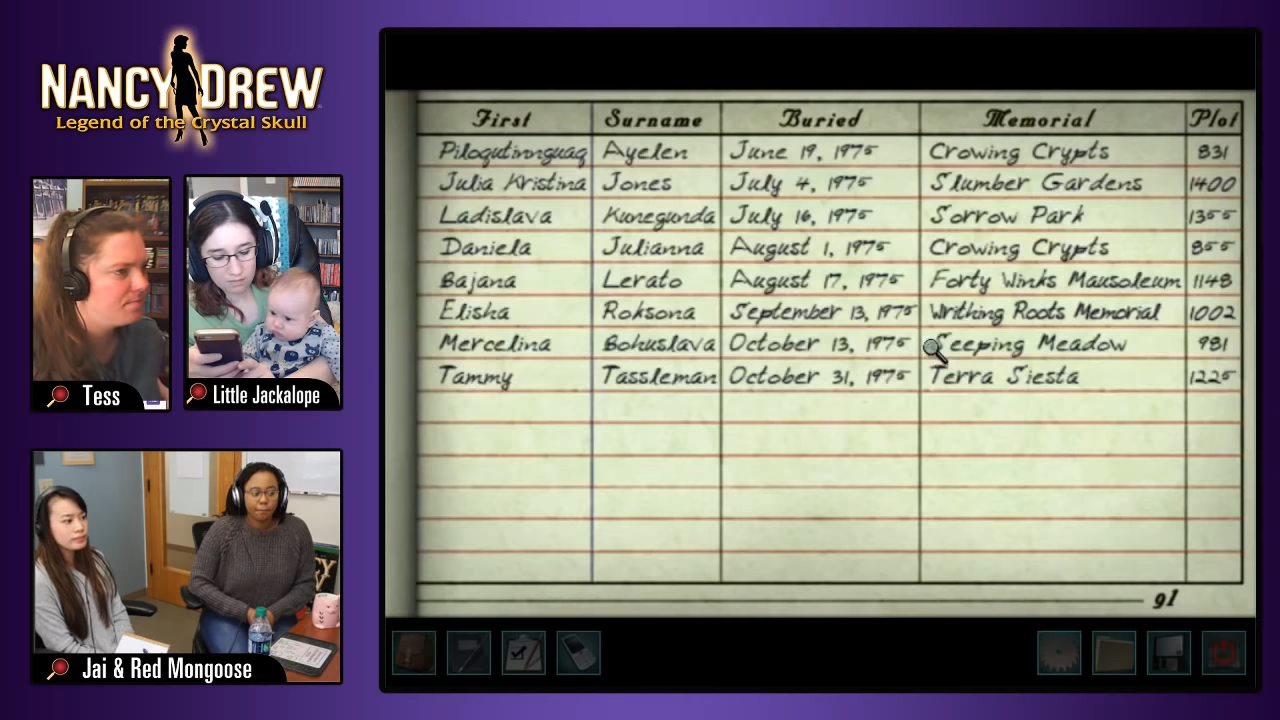 NANCY DREW
Legend of the Crystal Skull
Tess
Little Jackalope
Jai & Red Mongoose
First Surname Buried Memorial Plot
Piloqutinnguaq Ayelen June 19, 1975 Crowing Crypts 831
Julia Kristina Jones July 4, 1975 Slumber Gardens 1400
Ladislava Kunegunda July 16, 1975 Sorrow Park 1355
Daniela Julianna August 1, 1975 Crowing Crypts 855
Bajana Lerato August 17, 1975 Forty Winks Mausoleum 1148
Elisha Roksona September 13, 1975 Writhing Roots Memorial 1002
Mercelina Bohuslava October 13, 1975 Seeping Meadow 981
Tammy Tassleman October 31, 1975 Terra Siesta 1225
91